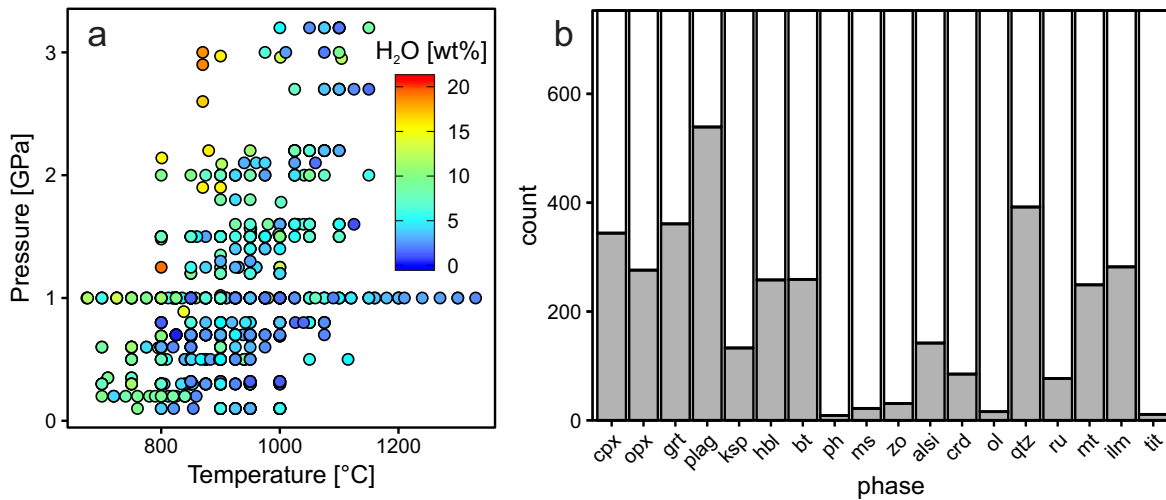 a
H2O [wt%]
20
15
10
5
0
3
2
1
0
Pressure [GPa]
800
1000
1200
Temperature [°C]
b
600
400
200
0
count
cpx
opx
grt
plag
ksp
hbl
bt
ph
ms
zo
alsi
crd
ol
qtz
ru
mt
ilm
tit
phase